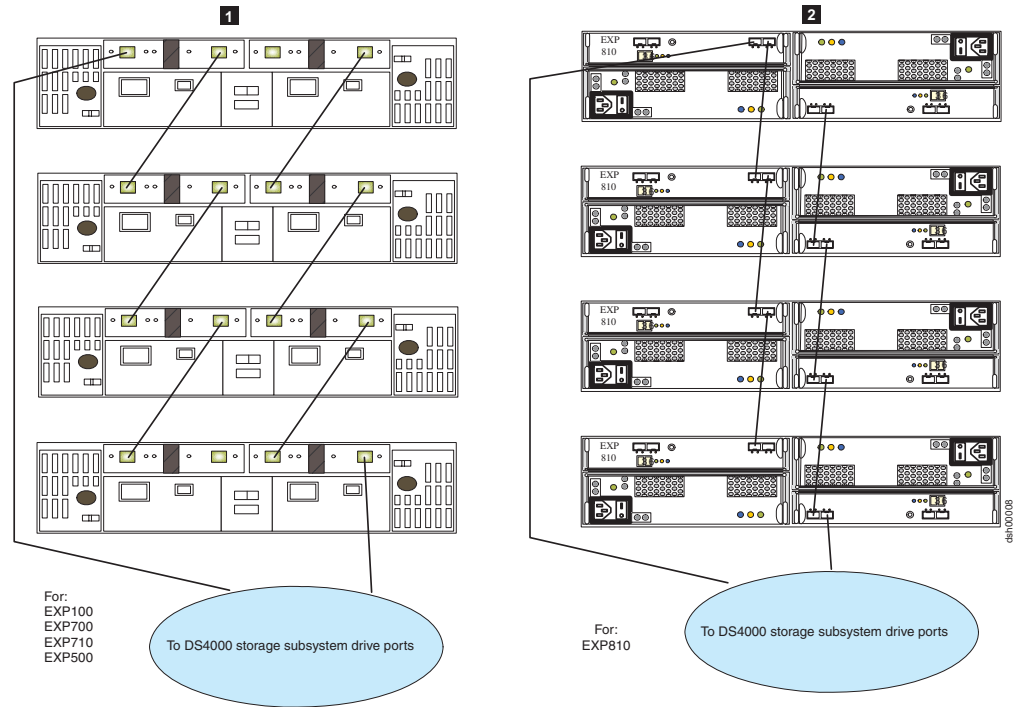 1
For:
EXP100
EXP700
EXP710
EXP500
To DS4000 storage subsystem drive ports
2
EXP
810
EXP
810
EXP
810
EXP
810
For:
EXP810
To DS4000 storage subsystem drive ports
dsh00008